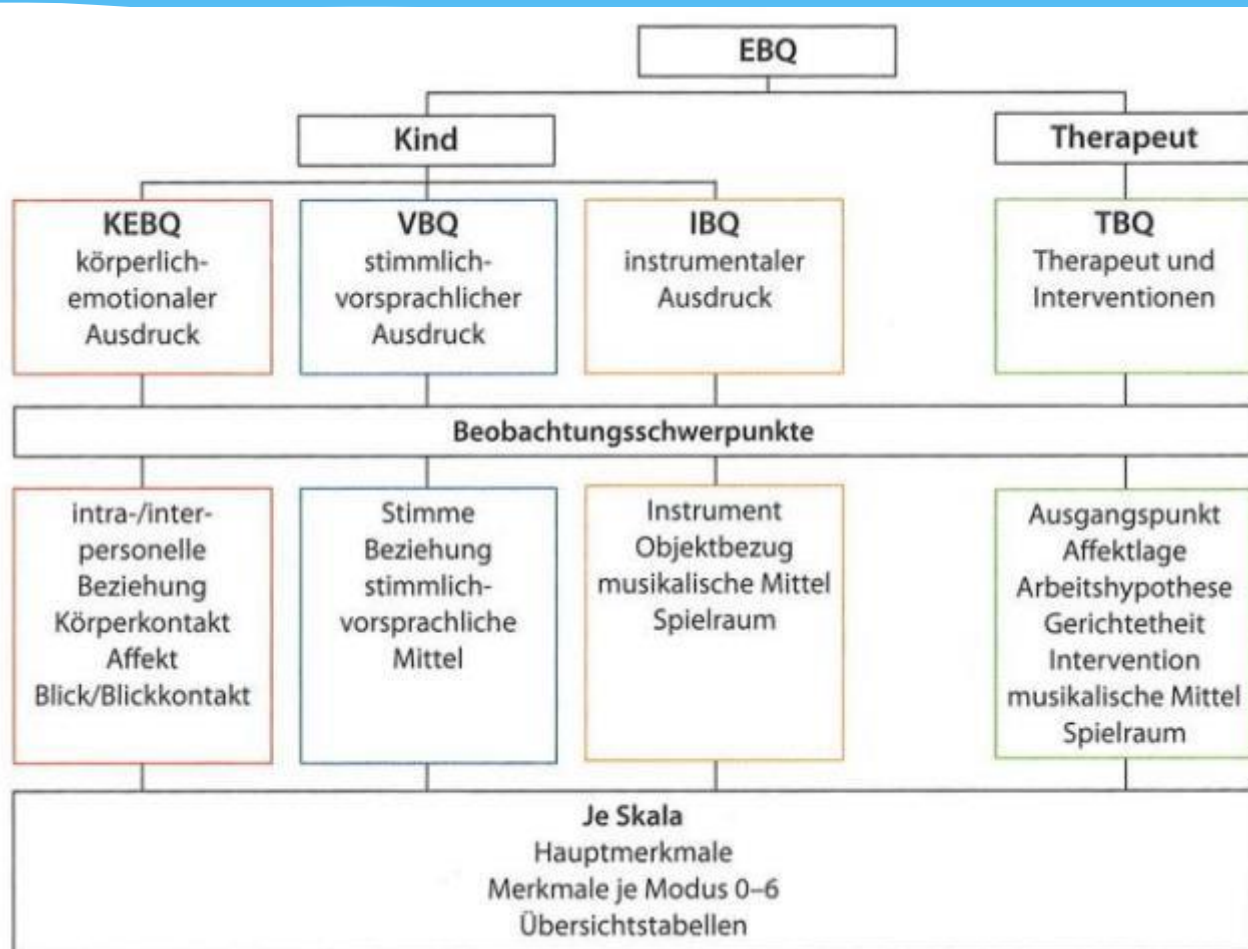 EBQ
Kind
Therapeut
KEBQ
körperlich-
emotionaler
Ausdruck
VBQ
stimmlich-
vorsprachlicher
Ausdruck
IBQ
instrumentaler
Ausdruck
TBQ
Therapeut und
Interventionen
Beobachtungsschwerpunkte
intra-/inter-
personelle
Beziehung
Körperkontakt
Affekt
Blick/Blickkontakt
Stimme
Beziehung
stimmlich-
vorsprachliche
Mittel
Instrument
Objektbezug
musikalische Mittel
Spielraum
Ausgangspunkt
Affektlage
Arbeitshypothese
Gerichtetheit
Intervention
musikalische Mittel
Spielraum
Je Skala
Hauptmerkmale
Merkmale je Modus 0–6
Übersichtstabellen